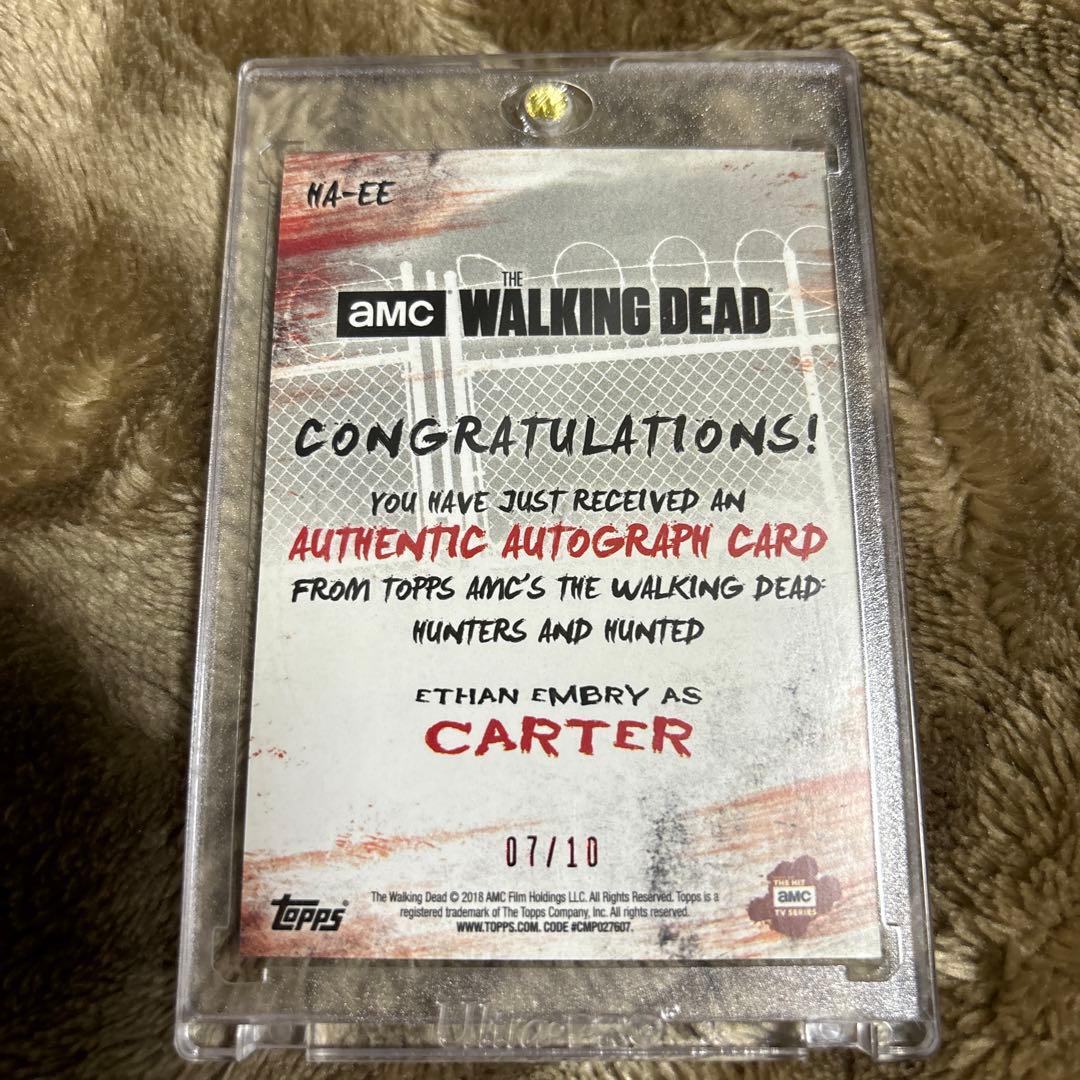 HA-EE
THE
aMC WALKING DEAD
CONGRATULATIONS!
YOU HAVE JUST RECEIVED AN
AUTHENTIC AUTOGRAPH CARD
FROM TOPPS AMC'S THE WALKING DEAD:
HUNTERS AND HUNTED
ETHAN EMBRY AS
CARTER
07/10
The Walking Dead © 2018 AMC Film Holdings LLC. All Rights Reserved. Topps is a
registered trademark of The Topps Company, Inc. All rights reserved.
WWW.TOPPS.COM. CODE #CMP027607.
topps
THE HIT
aMC
TV SERIES
Ultra PRO